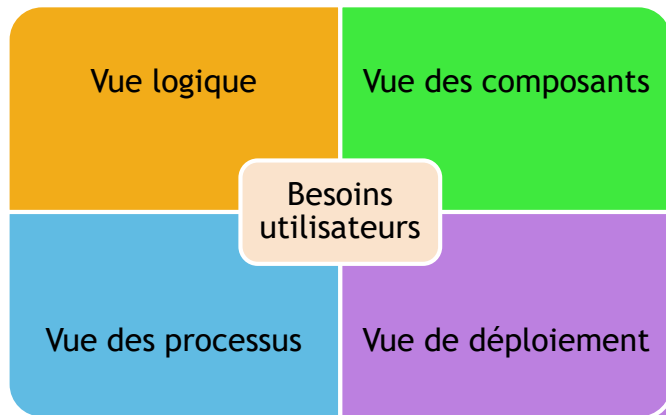 Vue logique
Vue des composants
Besoins
utilisateurs
Vue des processus
Vue de déploiement